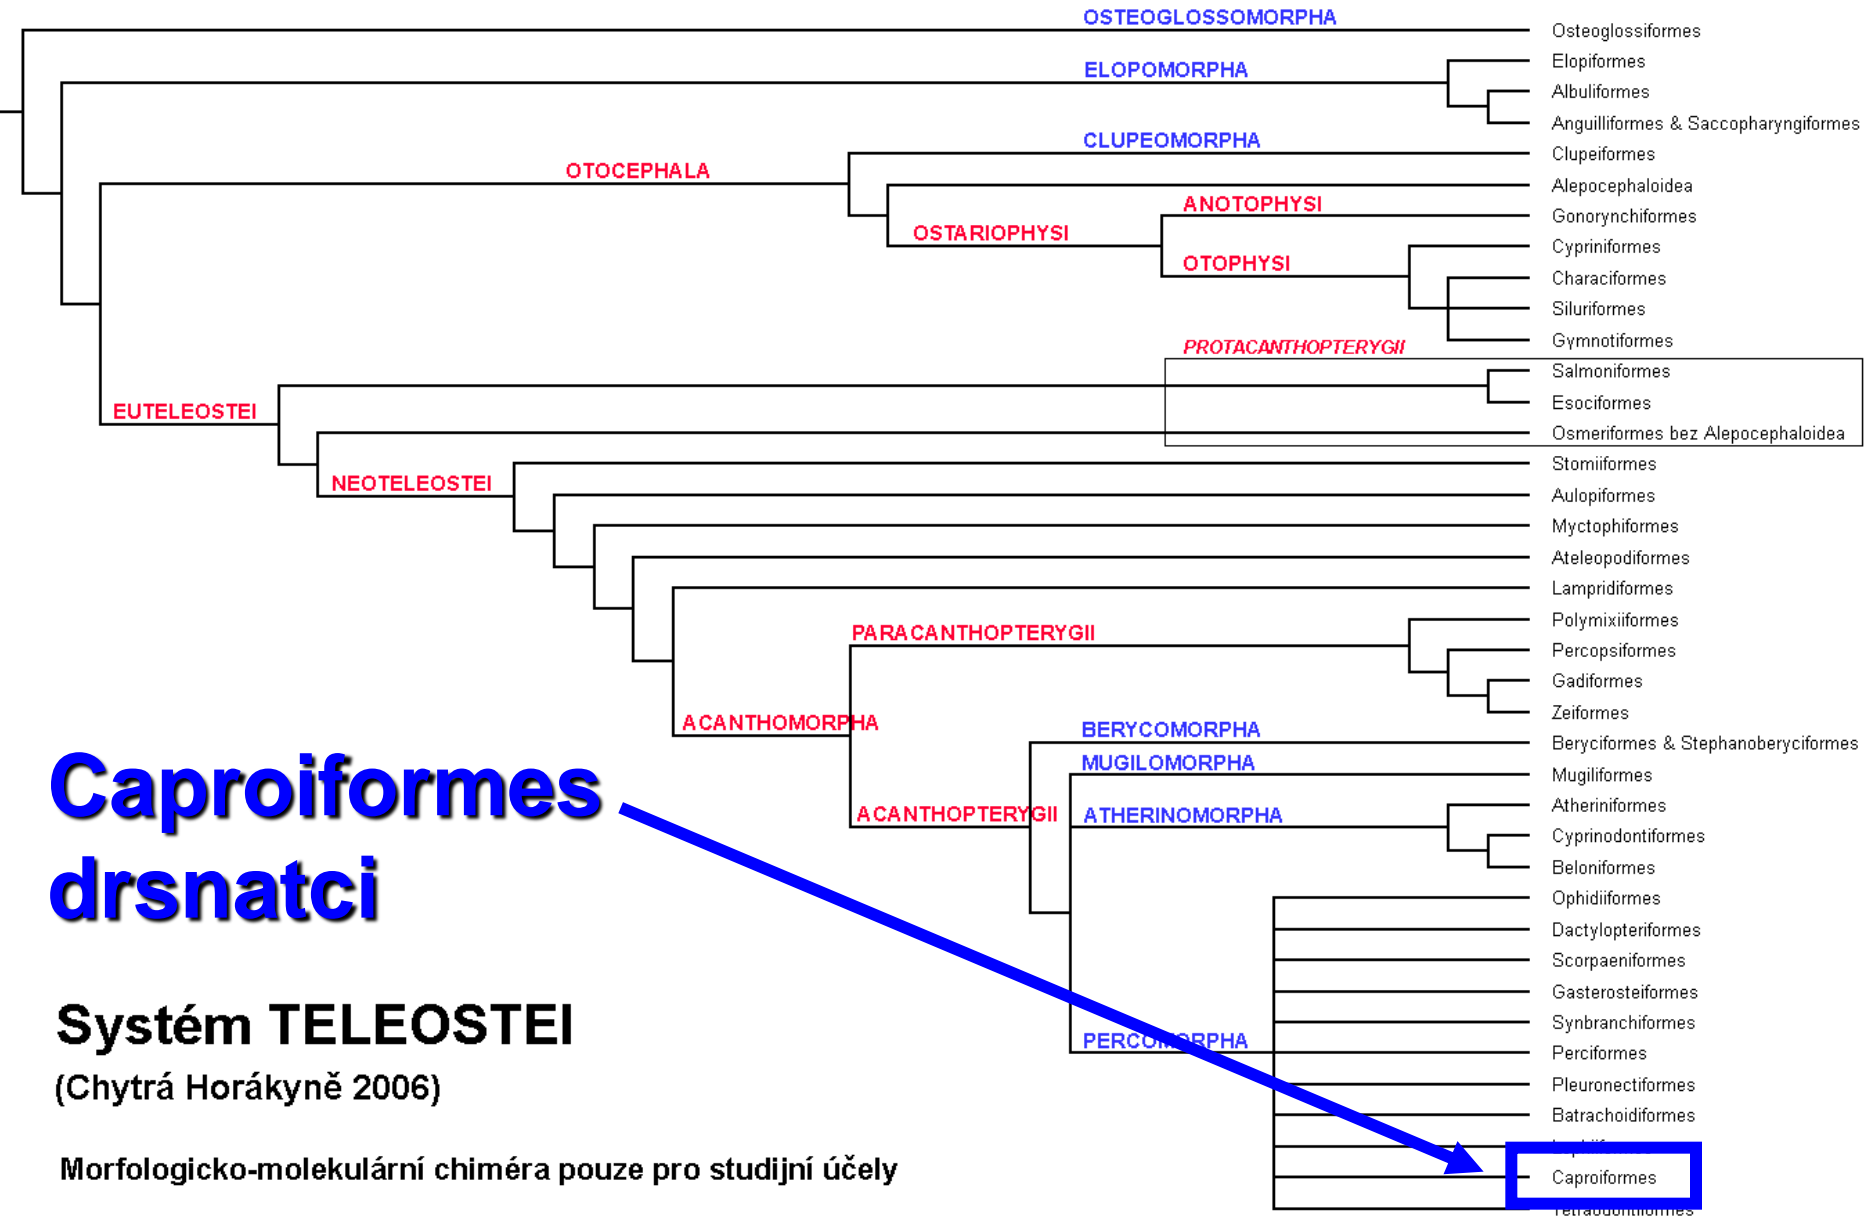 OSTEOGLOSSOMORPHA
Osteoglossiformes
Elopiformes
ELOPOMORPHA
Albuliformes
Anguilliformes & Saccopharyngiformes
CLUPEOMORPHA
Clupeiformes
OTOCEPHALA
Alepocephaloidea
ANOTOPHYSI
Gonorynchiformes
OSTARIOPHYSI
Cypriniformes
OTOPHYSI
Characiformes
Siluriformes
Gymnotiformes
PROTACANTHOPTERYGII
Salmoniformes
Esociformes
EUTELEOSTEI
Osmeriformes bez Alepocephaloidea
Stomiiformes
NEOTELEOSTEI
Aulopiformes
Myctophiformes
Ateleopodiformes
Lampridiformes
Polymixiiformes
PARACANTHOPTERYGII
Percopsiformes
Gadiformes
Zeiformes
ACANTHOMORPHA
BERYCOMORPHA
Beryciformes & Stephanoberyciformes
MUGILOMORPHA
Mugiliformes
Caproiformes
Atheriniformes
ACANTHOPTERYGII
ATHERINOMORPHA
Cyprinodontiformes
Beloniformes
drsnatci
Ophidiiformes
Dactylopteriformes
Scorpaeniformes
Gasterosteiformes
Systém TELEOSTEI
Synbranchiformes
PERCOMORPHA
Perciformes
(Chytrá Horákyně 2006)
Pleuronectiformes
Batrachoidiformes
Morfologicko-molekulární chiméra pouze pro studijní účely
Caproiformes
Tetraodontiformes